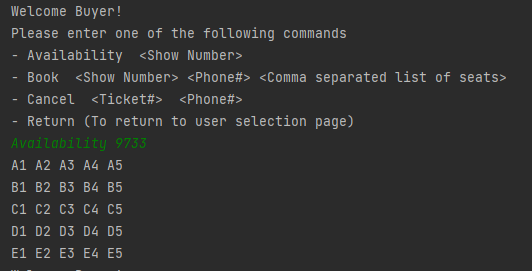 Welcome Buyer!
Please enter one of the following commands
- Availability  <Show Number>
- Book  <Show Number> <Phone#> <Comma separated list of seats>
- Cancel  <Ticket#>  <Phone#>
- Return (To return to user selection page)
Availability 9733
A1 A2 A3 A4 A5
B1 B2 B3 B4 B5
C1 C2 C3 C4 C5
D1 D2 D3 D4 D5
E1 E2 E3 E4 E5